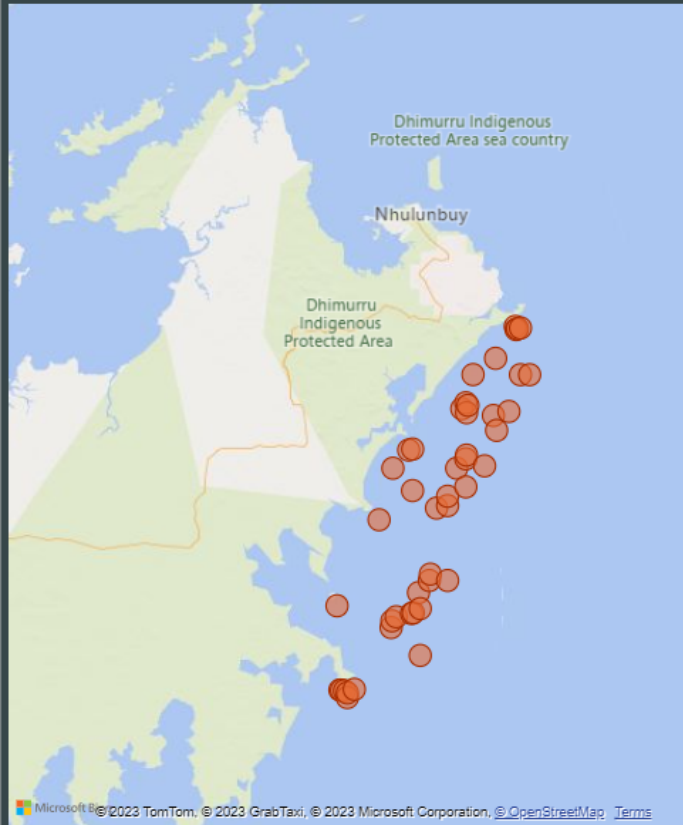 Dhimurru Indigenous
Protected Area sea country
Nhulunbuy
Dhimurru
Indigenous
Protected Area
Microsoft
© 2023 TomTom, © 2023 GrabTaxi, © 2023 Microsoft Corporation, © OpenStreetMap Terms